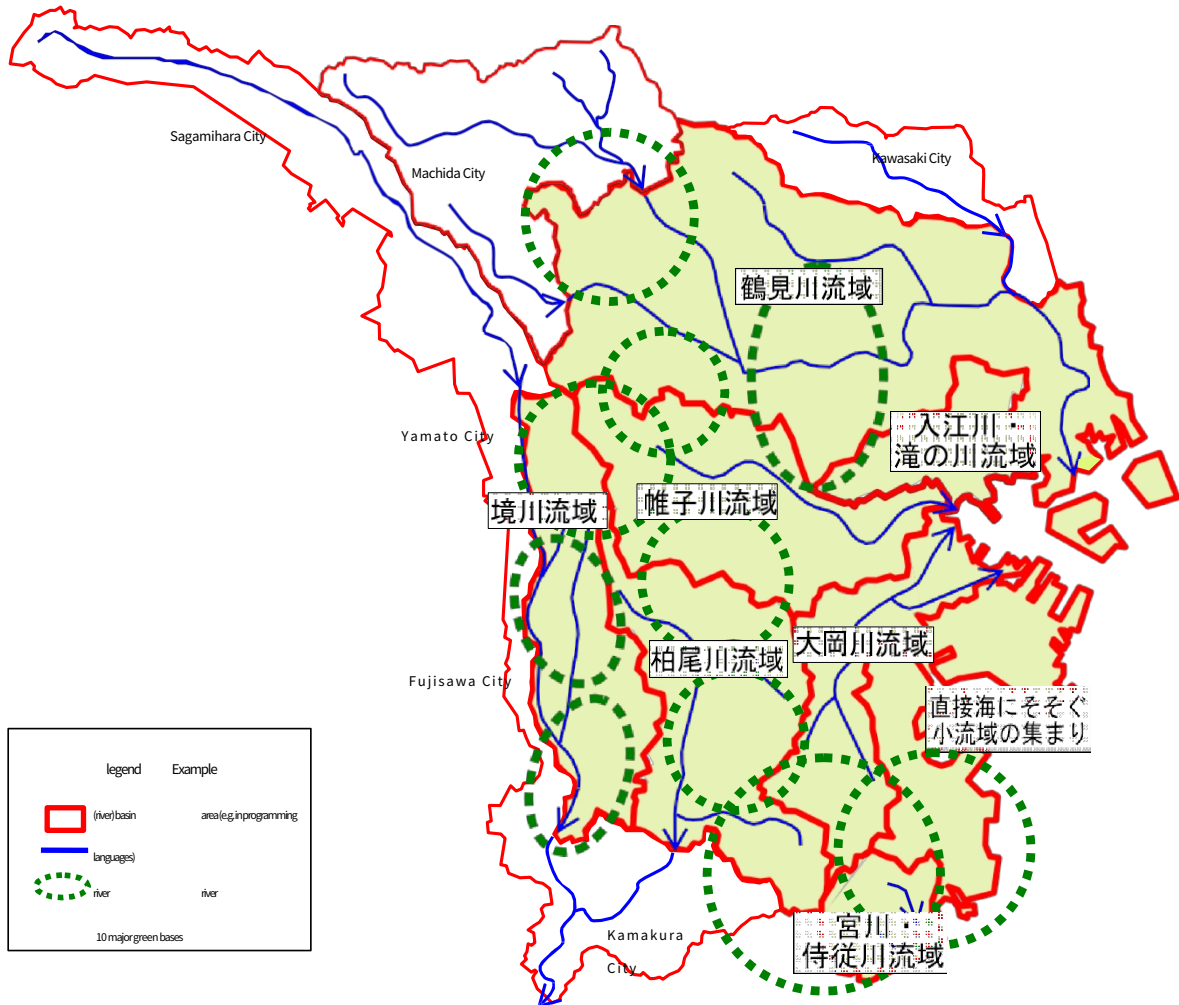 Sagamihara City
Machida City
Kawasaki City
鶴見川流域
入江川・
滝の川流域
Yamato City
境川流域
帷子川流域
柏尾川流域
大岡川流域
Fujisawa City
直接海にそそぐ
小流域の集まり
legend Example
(river) basin area (e.g. in programming
languages)
river river
10 major green bases
宮川・
侍従川流域
Kamakura
City